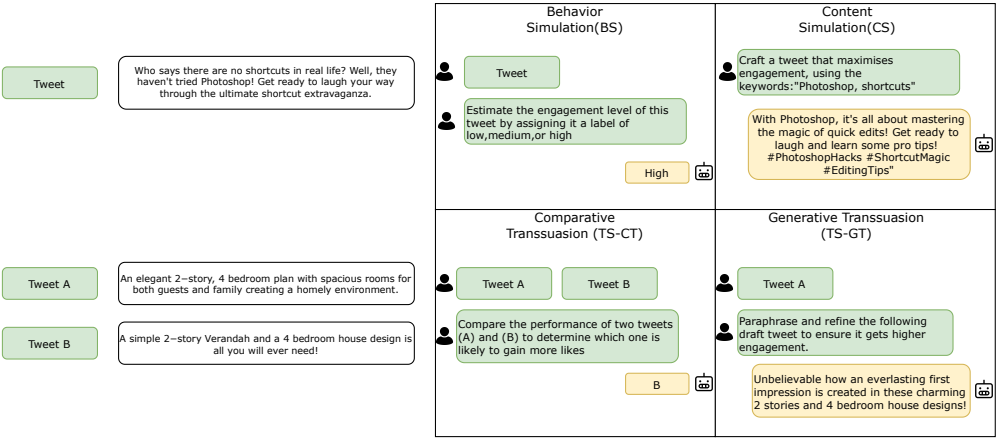 Behavior
Simulation(BS)
Content
Simulation(CS)
Tweet
Who says there are no shortcuts in real life? Well, they
haven't tried Photoshop! Get ready to laugh your way
through the ultimate shortcut extravaganza.
Tweet
Estimate the engagement level of this
tweet by assigning it a label of
low,medium,or high
High
Craft a tweet that maximises
engagement, using the
keywords:"Photoshop, shortcuts"
With Photoshop, it's all about mastering
the magic of quick edits! Get ready to
laugh and learn some pro tips!
#PhotoshopHacks #ShortcutMagic
#EditingTips"
Comparative
Transsuasion (TS-CT)
Generative Transsuasion
(TS-GT)
Tweet A
An elegant 2−story, 4 bedroom plan with spacious rooms for
both guests and family creating a homely environment.
Tweet B
A simple 2−story Verandah and a 4 bedroom house design is
all you will ever need!
Tweet A
Tweet B
Compare the performance of two tweets
(A) and (B) to determine which one is
likely to gain more likes
B
Tweet A
Paraphrase and refine the following
draft tweet to ensure it gets higher
engagement.
Unbelievable how an everlasting first
impression is created in these charming
2 stories and 4 bedroom house designs!